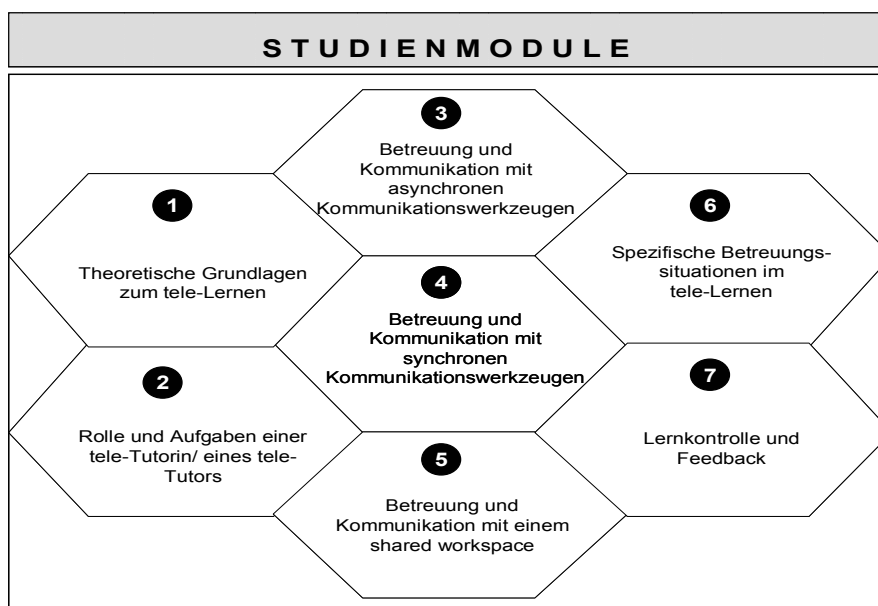 STUDIENMODULE
1
Theoretische Grundlagen
zum tele-Lernen
2
Rolle und Aufgaben einer
tele-Tutorin/ eines tele-
Tutors
3
Betreuung und
Kommunikation mit
asynchronen
Kommunikationswerkzeugen
4
Betreuung und
Kommunikation mit
synchronen
Kommunikationswerkzeugen
5
Betreuung und
Kommunikation mit einem
shared workspace
6
Spezifische Betreuungs-
situationen im
tele-Lernen
7
Lernkontrolle und
Feedback